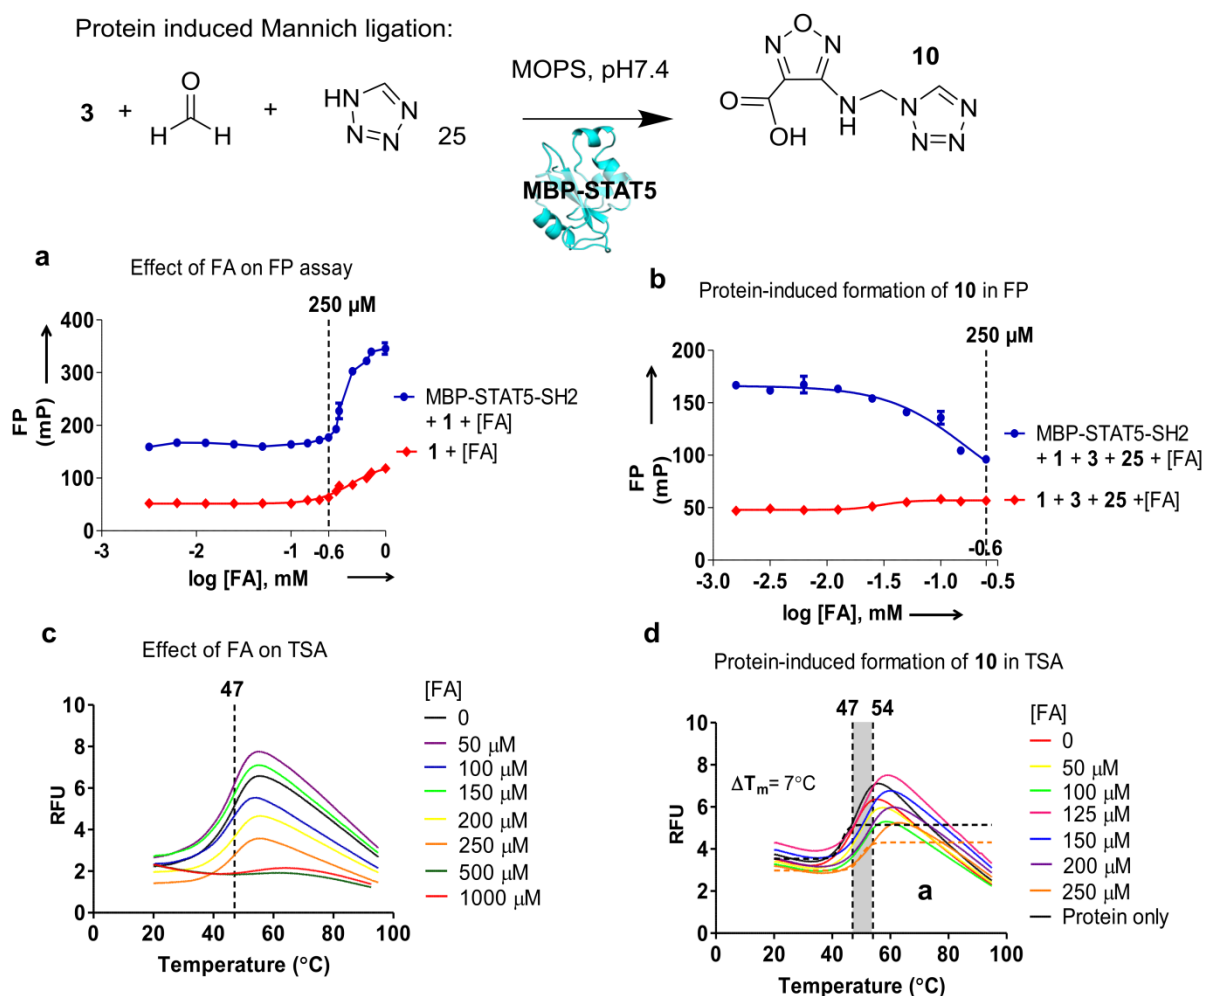 Protein induced Mannich ligation:
3 + O H H + HN N N N 25
MOPS, pH7.4
MBP-STAT5
N O N 10
O OH N H N N N N
a
Effect of FA on FP assay
250 µM
FP (mP)
400
300
200
100
0
-3 -2 -1 -0.6 0
log [FA], mM
MBP-STAT5-SH2
+ 1 + [FA]
1 + [FA]
b
Protein-induced formation of 10 in FP
250 µM
FP (mP)
200
150
100
50
0
-0.6
-3.0 -2.5 -2.0 -1.5 -1.0 -0.5
log [FA], mM
MBP-STAT5-SH2
+ 1 + 3 + 25 + [FA]
1 + 3 + 25 +[FA]
c
Effect of FA on TSA
47
RFU
10
8
6
4
2
0
0 20 40 60 80 100
Temperature (°C)
[FA]
0
50 µM
100 µM
150 µM
200 µM
250 µM
500 µM
1000 µM
d
Protein-induced formation of 10 in TSA
47 54
ΔTm= 7°C
RFU
10
8
6
4
2
0
a
0 20 40 60 80 100
Temperature (°C)
[FA]
0
50 µM
100 µM
125 µM
150 µM
200 µM
250 µM
Protein only